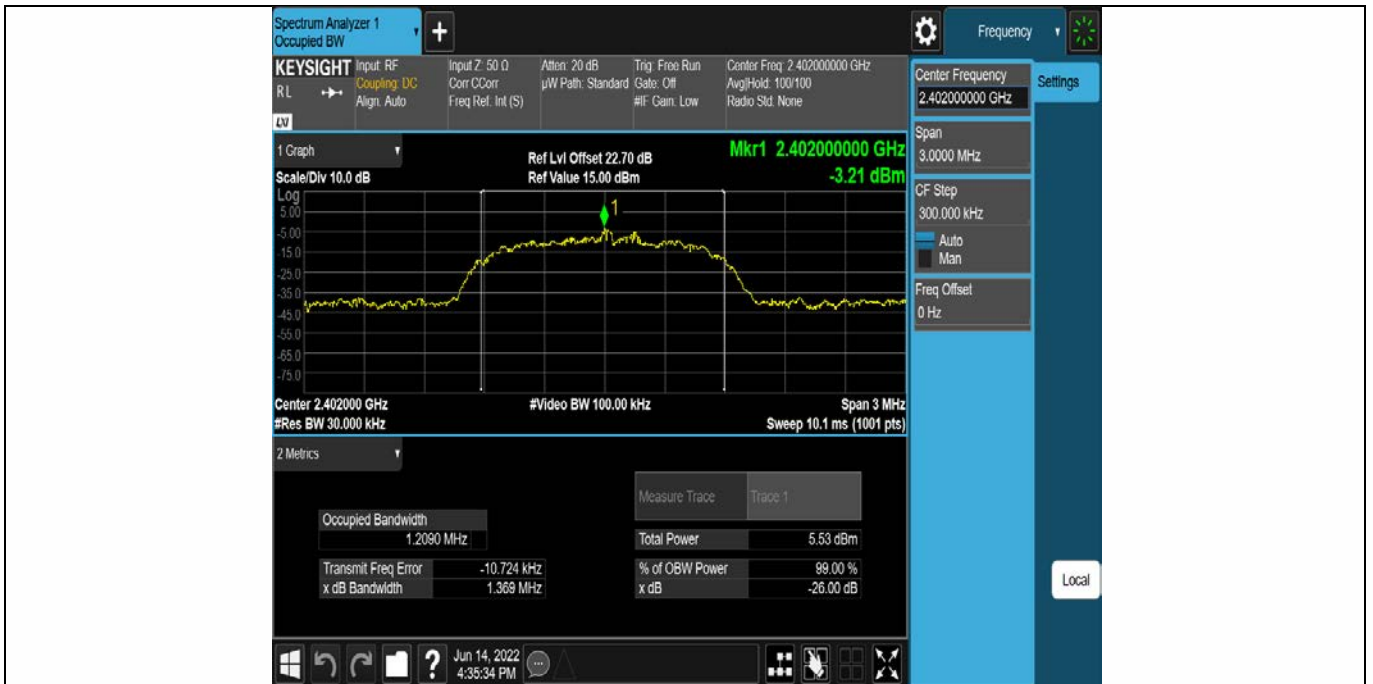 Spectrum Analyzer 1
Occupied BW
+
Frequency
KEYSIGHT
RL
LXI
Input: RF
Coupling: DC
Align: Auto
Input Z: 50 Ω
Corr CCorr
Freq Ref: Int (S)
Atten: 20 dB
µW Path: Standard
Trig: Free Run
Gate: Off
#IF Gain: Low
Center Freq: 2.402000000 GHz
Avg|Hold: 100/100
Radio Std: None
Center Frequency
2.402000000 GHz
Settings
Span
3.0000 MHz
CF Step
300.000 kHz
Auto
Man
Freq Offset
0 Hz
Local
1 Graph
Scale/Div 10.0 dB
Ref Lvl Offset 22.70 dB
Ref Value 15.00 dBm
Mkr1 2.402000000 GHz
-3.21 dBm
Log
5.00
-5.00
-15.0
-25.0
-35.0
-45.0
-55.0
-65.0
-75.0
1
Center 2.402000 GHz
#Res BW 30.000 kHz
#Video BW 100.00 kHz
Span 3 MHz
Sweep 10.1 ms (1001 pts)
2 Metrics
Measure Trace Trace 1
Occupied Bandwidth
1.2090 MHz
Total Power 5.53 dBm
Transmit Freq Error -10.724 kHz
% of OBW Power 99.00 %
x dB Bandwidth 1.369 MHz
x dB -26.00 dB
?
Jun 14, 2022
4:35:34 PM